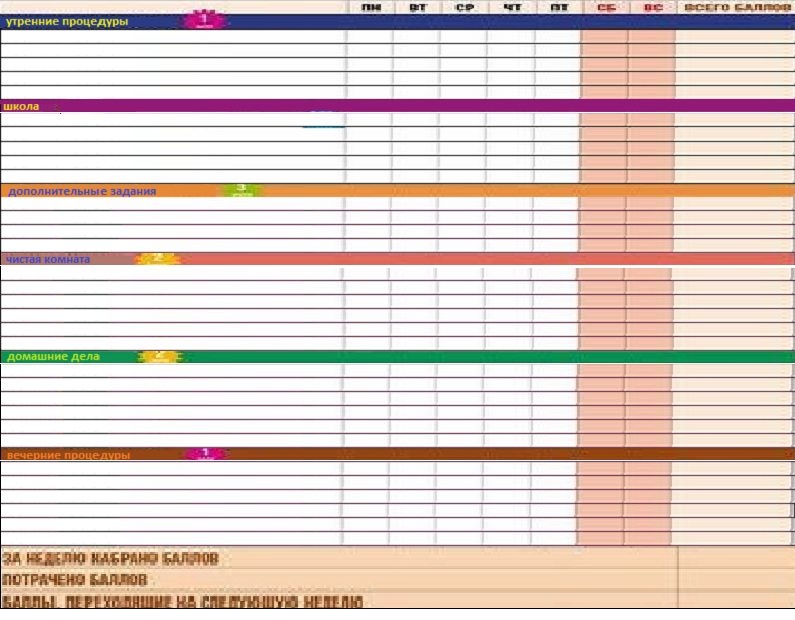 ПН ВТ СР ЧТ ПТ СБ ВС ВСЕГО БАЛЛОВ
утренние процедуры 1
школа
дополнительные задания 3
чистая комната 2
домашние дела 2
вечерние процедуры 1
ЗА НЕДЕЛЮ НАБРАНО БАЛЛОВ
ПОТРАЧЕНО БАЛЛОВ
БАЛЛЫ, ПЕРЕХОДЯЩИЕ НА СЛЕДУЮЩУЮ НЕДЕЛЮ